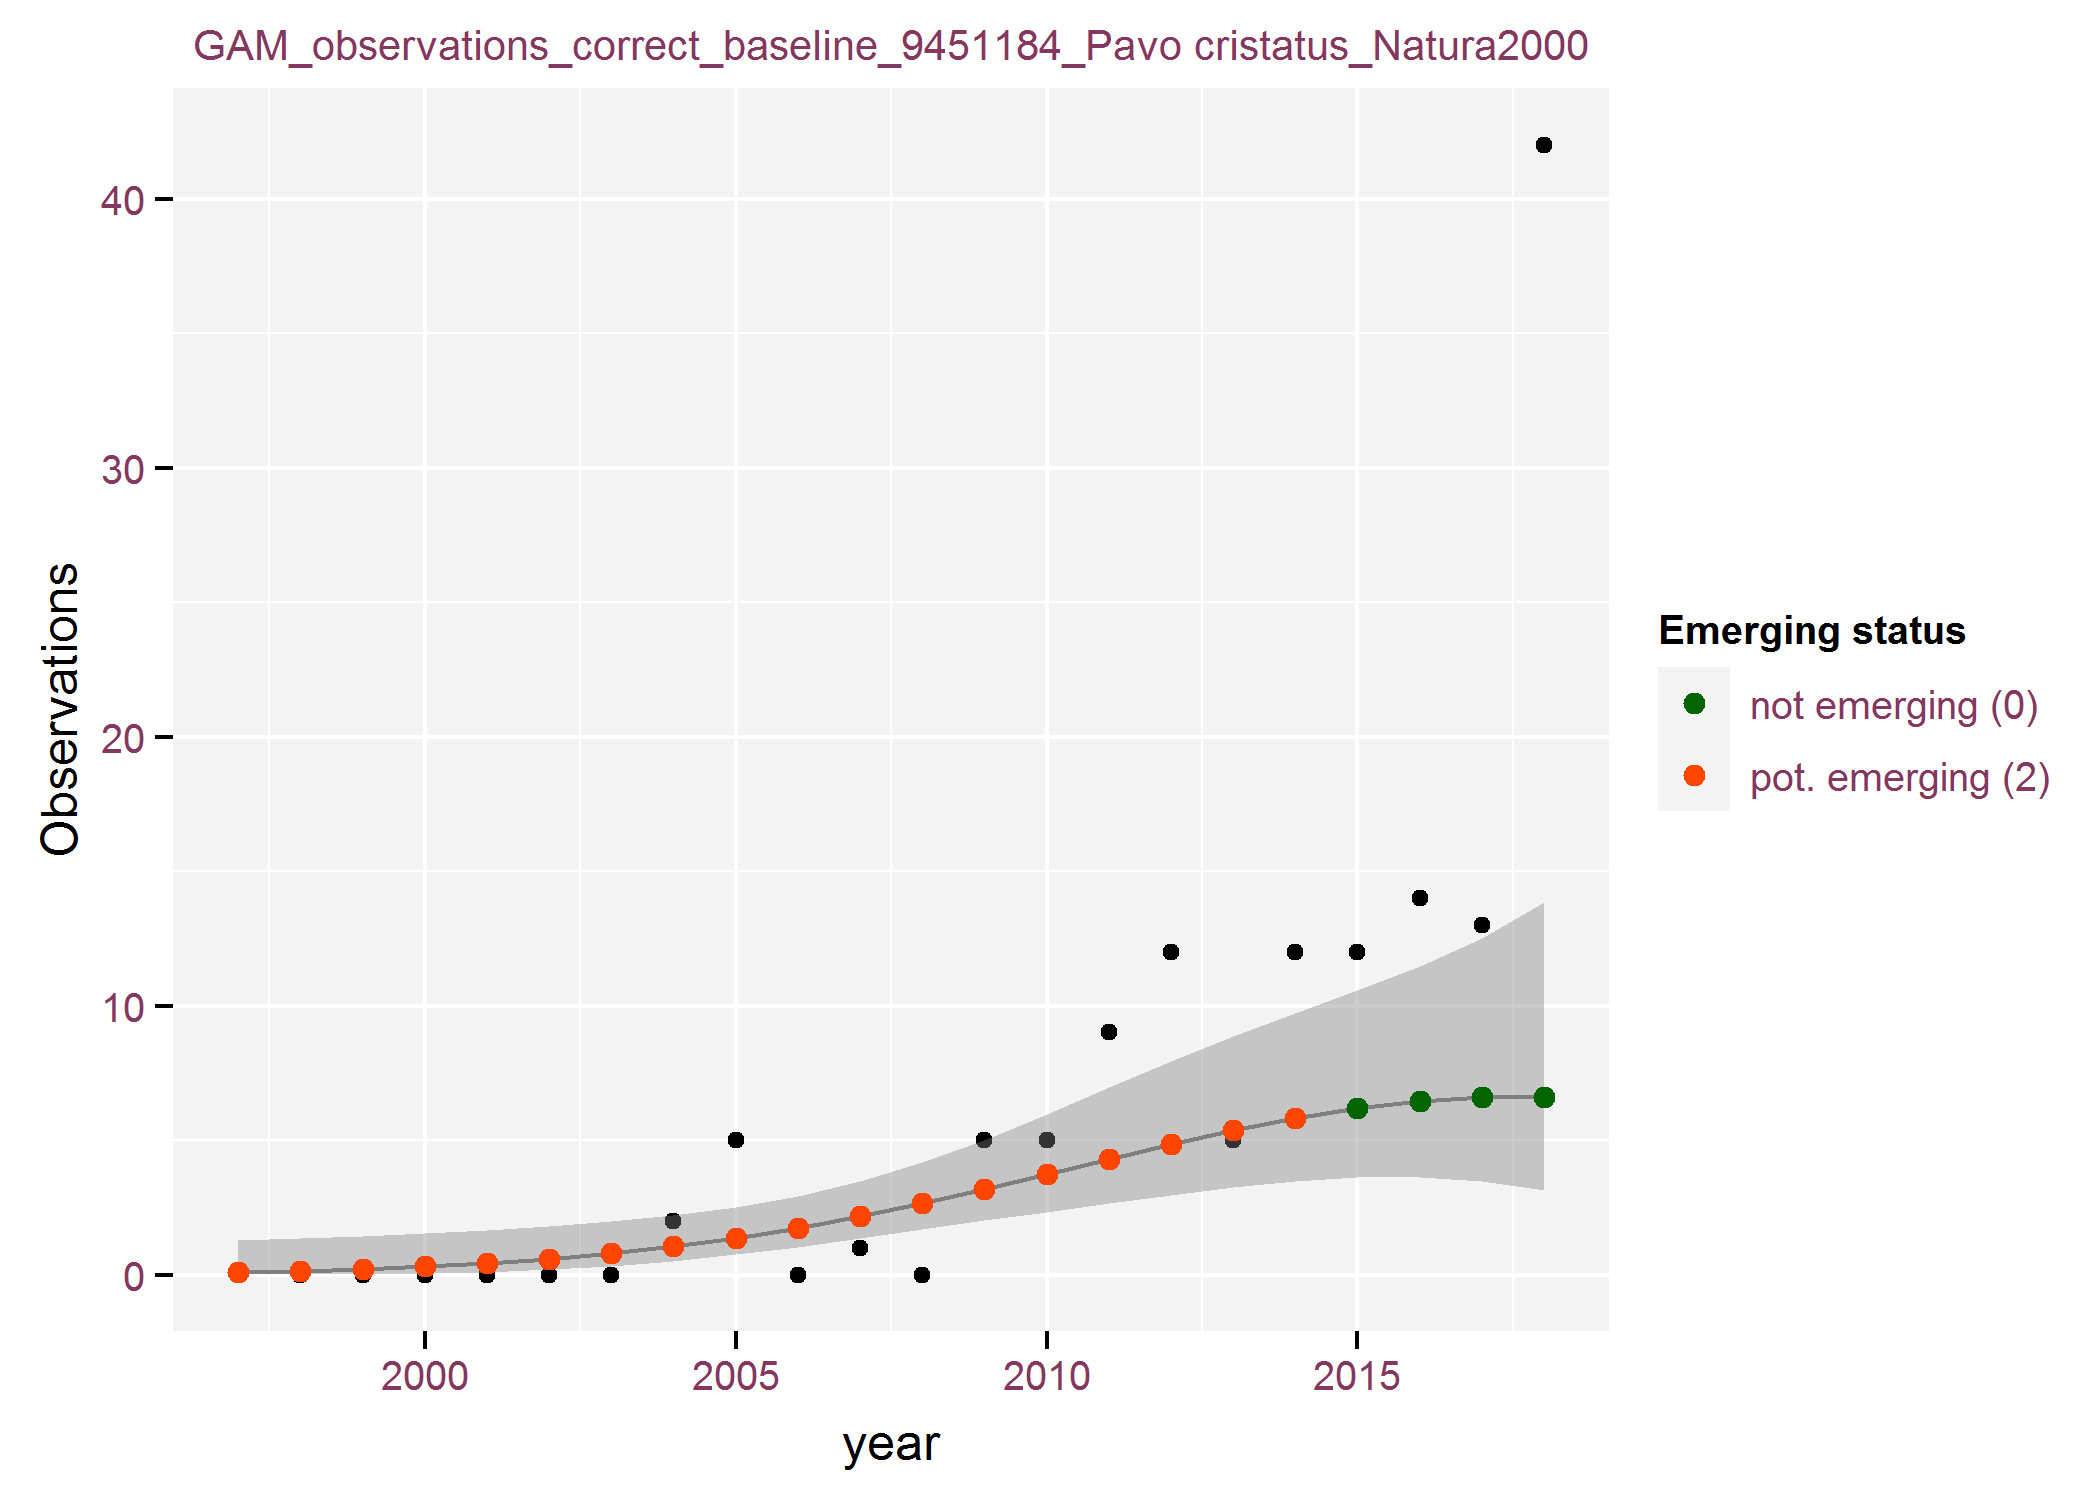 GAM_observations_correct_baseline_9451184_Pavo cristatus_Natura2000
40
30
20
10
0
Observations
2000 2005 2010 2015
year
Emerging status
not emerging (0)
pot. emerging (2)